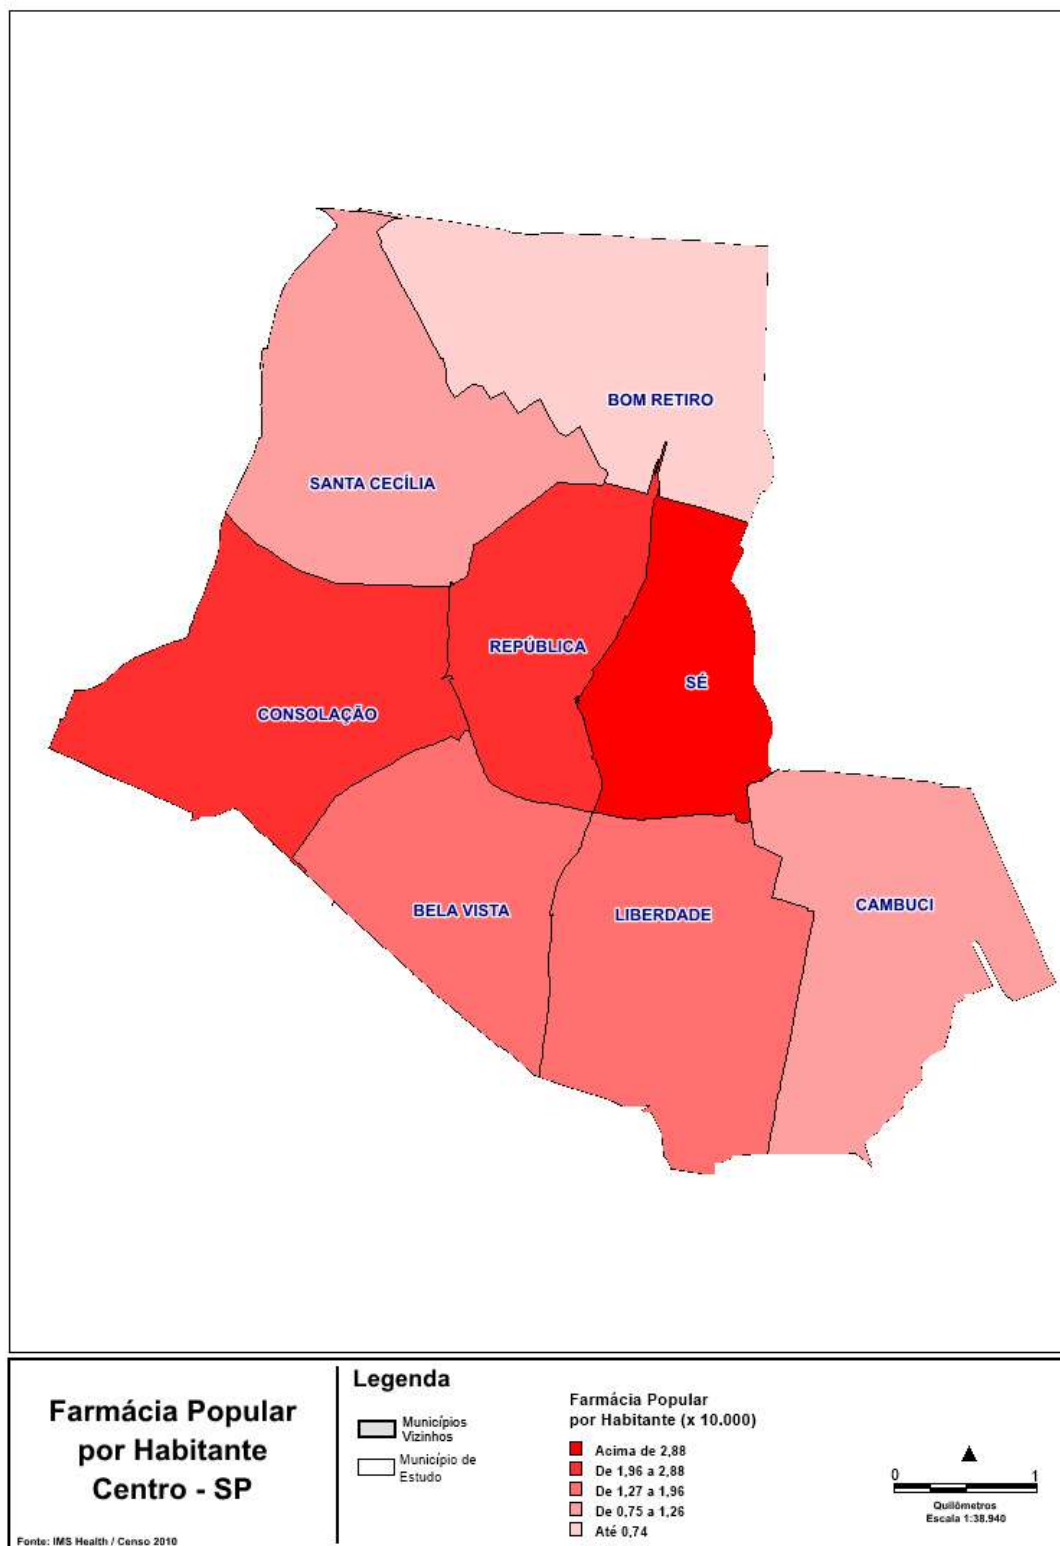 BOM RETIRO
SANTA CECÍLIA
REPÚBLICA
SÉ
CONSOLAÇÃO
BELA VISTA
LIBERDADE
CAMBUCI
Farmácia Popular
por Habitante
Centro - SP
Fonte: IMS Health / Censo 2010
Legenda
Municípios
Vizinhos
Município de
Estudo
Farmácia Popular
por Habitante (x 10.000)
Acima de 2,88
De 1,96 a 2,88
De 1,27 a 1,96
De 0,75 a 1,26
Até 0,74
0 1
Quilômetros
Escala 1:38.940